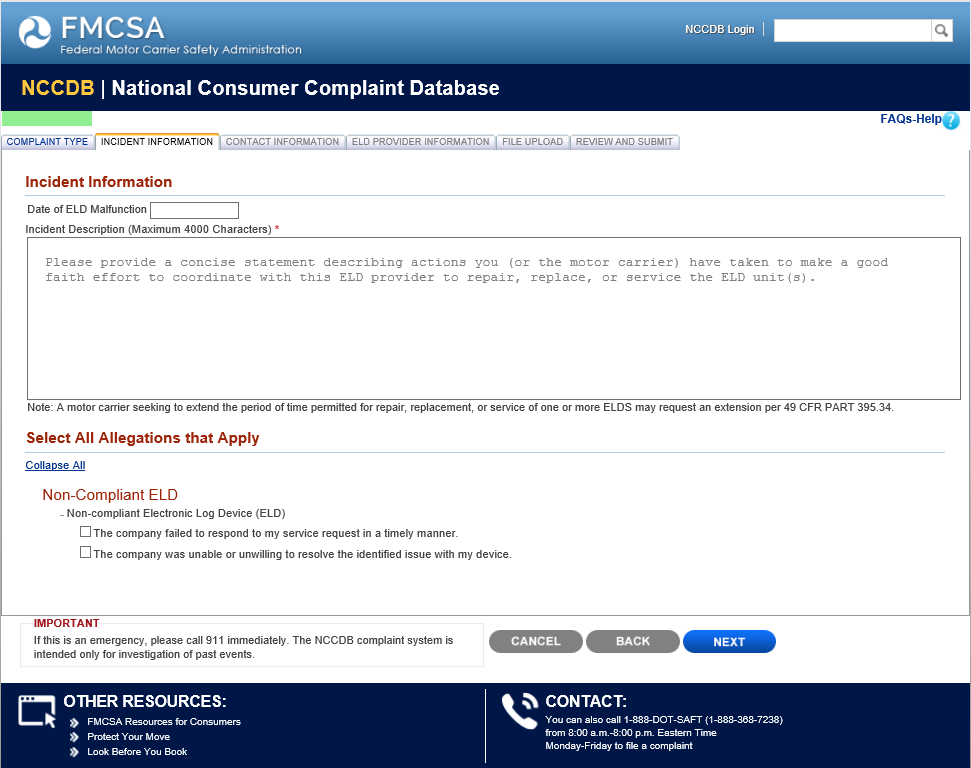 FMCSA
Federal Motor Carrier Safety Administration
NCCDB Login
NCCDB | National Consumer Complaint Database
FAQs-Help ?
COMPLAINT TYPE INCIDENT INFORMATION CONTACT INFORMATION ELD PROVIDER INFORMATION FILE UPLOAD REVIEW AND SUBMIT
Incident Information
Date of ELD Malfunction
Incident Description (Maximum 4000 Characters) *
Please provide a concise statement describing actions you (or the motor carrier) have taken to make a good
faith effort to coordinate with this ELD provider to repair, replace, or service the ELD unit(s).
Note: A motor carrier seeking to extend the period of time permitted for repair, replacement, or service of one or more ELDS may request an extension per 49 CFR PART 395.34.
Select All Allegations that Apply
Collapse All
Non-Compliant ELD
- Non-compliant Electronic Log Device (ELD)
The company failed to respond to my service request in a timely manner.
The company was unable or unwilling to resolve the identified issue with my device.
IMPORTANT
If this is an emergency, please call 911 immediately. The NCCDB complaint system is
intended only for investigation of past events.
CANCEL BACK NEXT
OTHER RESOURCES:
FMCSA Resources for Consumers
Protect Your Move
Look Before You Book
CONTACT:
You can also call 1-888-DOT-SAFT (1-888-368-7238)
from 8:00 a.m.-8:00 p.m. Eastern Time
Monday-Friday to file a complaint